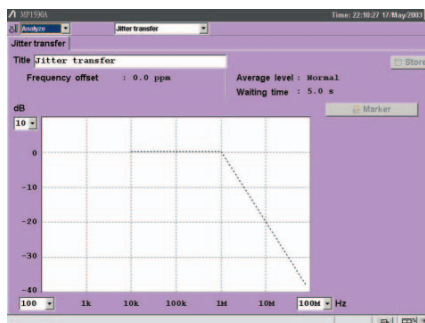 MP1590B Time: 22:10:27 17/May/2003
Analyze Jitter transfer
Jitter transfer
Title Jitter transfer Store
Frequency offset : 0.0 ppm Average level : Normal
Waiting time : 5.0 s
dB Marker
10
0
-10
-20
-30
-40
100 1k 10k 100k 1M 10M 100M Hz